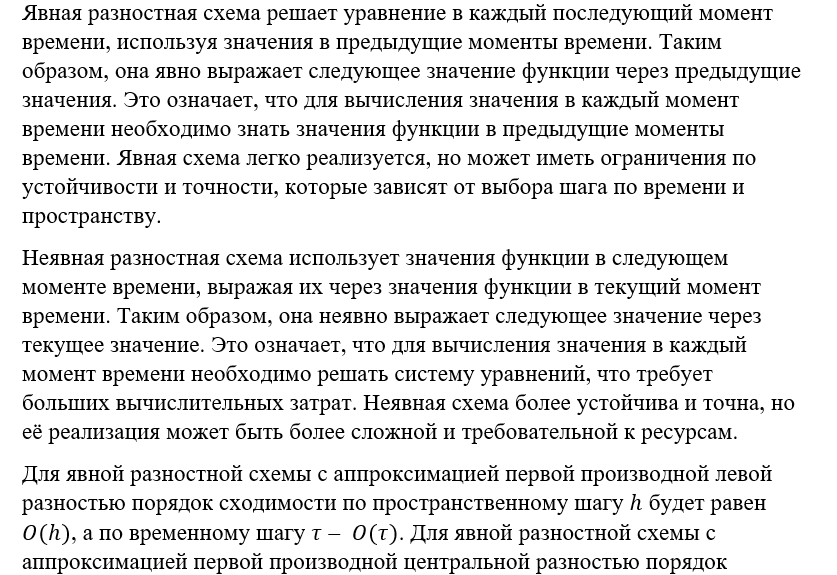 Явная разностная схема решает уравнение в каждый последующий момент
времени, используя значения в предыдущие моменты времени. Таким
образом, она явно выражает следующее значение функции через предыдущие
значения. Это означает, что для вычисления значения в каждый момент
времени необходимо знать значения функции в предыдущие моменты
времени. Явная схема легко реализуется, но может иметь ограничения по
устойчивости и точности, которые зависят от выбора шага по времени и
пространству.
Неявная разностная схема использует значения функции в следующем
моменте времени, выражая их через значения функции в текущий момент
времени. Таким образом, она неявно выражает следующее значение через
текущее значение. Это означает, что для вычисления значения в каждый
момент времени необходимо решать систему уравнений, что требует
больших вычислительных затрат. Неявная схема более устойчива и точна, но
её реализация может быть более сложной и требовательной к ресурсам.
Для явной разностной схемы с аппроксимацией первой производной левой
разностью порядок сходимости по пространственному шагу ℎ будет равен
𝑂(ℎ), а по временному шагу 𝜏 – 𝑂(𝜏). Для явной разностной схемы с
аппроксимацией первой производной центральной разностью порядок